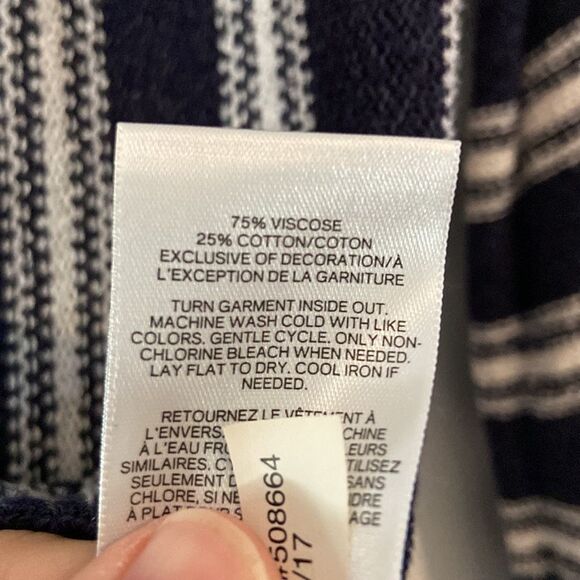 75% VISCOSE
25% COTTON/COTON
EXCLUSIVE OF DECORATION/À
L'EXCEPTION DE LA GARNITURE
TURN GARMENT INSIDE OUT.
MACHINE WASH COLD WITH LIKE
COLORS. GENTLE CYCLE. ONLY NON-
CHLORINE BLEACH WHEN NEEDED.
LAY FLAT TO DRY. COOL IRON IF
NEEDED.
RETOURNEZ LE VÊTEMENT À
L'ENVERS.
À L'EAU
SIMILAIRES.
SEULEMENT
CHLORE, SI
À PLAT
508664
/17